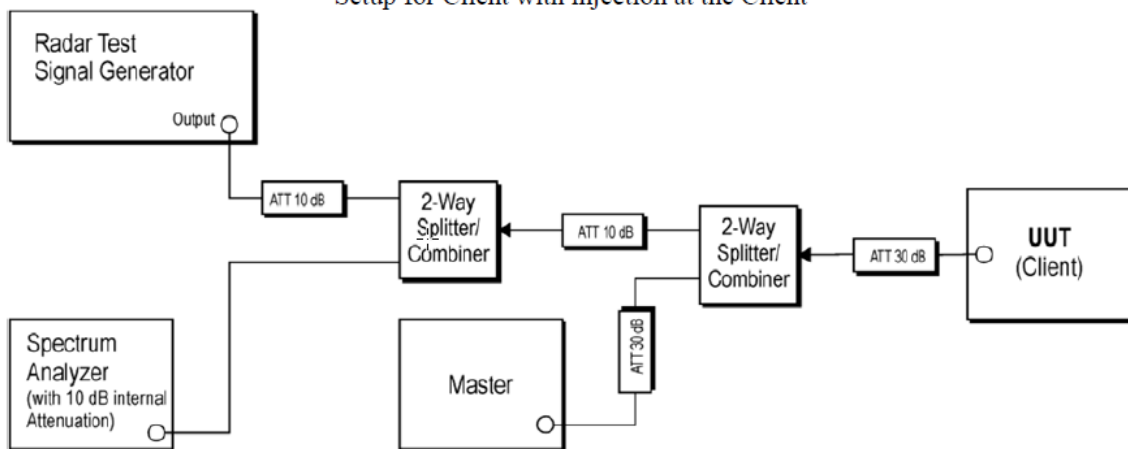 Setup for Client with Injection at the Client
Radar Test
Signal Generator
Output
ATT 10 dB
2-Way
Splitter/
Combiner
ATT 10 dB
2-Way
Splitter/
Combiner
ATT 30 dB
UUT
(Client)
Spectrum
Analyzer
(with 10 dB internal
Attenuation)
Master
ATT 30 dB